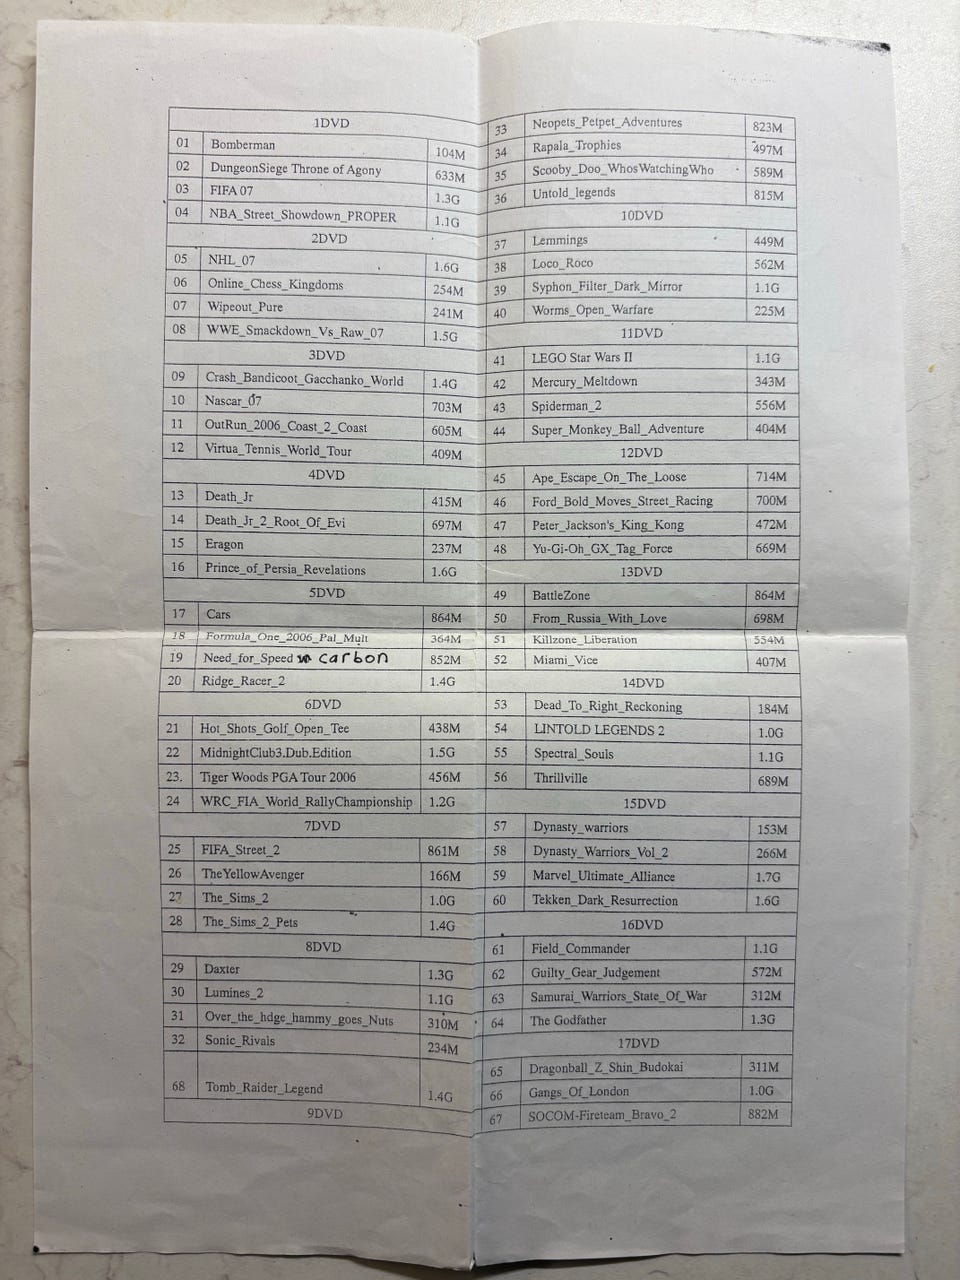 1DVD
01 Bomberman 104M
02 DungeonSiege Throne of Agony 633M
03 FIFA 07 1.3G
04 NBA_Street_Showdown_PROPER 1.1G
2DVD
05 NHL_07 1.6G
06 Online_Chess_Kingdoms 254M
07 Wipeout_Pure 241M
08 WWE_Smackdown_Vs_Raw_07 1.5G
3DVD
09 Crash_Bandicoot_Gacchanko_World 1.4G
10 Nascar_07 703M
11 OutRun_2006_Coast_2_Coast 605M
12 Virtua_Tennis_World_Tour 409M
4DVD
13 Death_Jr 415M
14 Death_Jr_2_Root_Of_Evi 697M
15 Eragon 237M
16 Prince_of_Persia_Revelations 1.6G
5DVD
17 Cars 864M
18 Formula_One_2006_Pal_Mult 364M
19 Need_for_Speed carbon 852M
20 Ridge_Racer_2 1.4G
6DVD
21 Hot_Shots_Golf_Open_Tee 438M
22 MidnightClub3.Dub.Edition 1.5G
23. Tiger Woods PGA Tour 2006 456M
24 WRC_FIA_World_RallyChampionship 1.2G
7DVD
25 FIFA_Street_2 861M
26 TheYellowAvenger 166M
27 The_Sims_2 1.0G
28 The_Sims_2_Pets 1.4G
8DVD
29 Daxter 1.3G
30 Lumines_2 1.1G
31 Over_the_hdge_hammy_goes_Nuts 310M
32 Sonic_Rivals 234M
68 Tomb_Raider_Legend 1.4G
9DVD
33 Neopets_Petpet_Adventures 823M
34 Rapala_Trophies 497M
35 Scooby_Doo_WhosWatchingWho 589M
36 Untold_legends 815M
10DVD
37 Lemmings 449M
38 Loco_Roco 562M
39 Syphon_Filter_Dark_Mirror 1.1G
40 Worms_Open_Warfare 225M
11DVD
41 LEGO Star Wars II 1.1G
42 Mercury_Meltdown 343M
43 Spiderman_2 556M
44 Super_Monkey_Ball_Adventure 404M
12DVD
45 Ape_Escape_On_The_Loose 714M
46 Ford_Bold_Moves_Street_Racing 700M
47 Peter_Jackson's_King_Kong 472M
48 Yu-Gi-Oh_GX_Tag_Force 669M
13DVD
49 BattleZone 864M
50 From_Russia_With_Love 698M
51 Killzone_Liberation 554M
52 Miami_Vice 407M
14DVD
53 Dead_To_Right_Reckoning 184M
54 LINTOLD LEGENDS 2 1.0G
55 Spectral_Souls 1.1G
56 Thrillville 689M
15DVD
57 Dynasty_warriors 153M
58 Dynasty_Warriors_Vol_2 266M
59 Marvel_Ultimate_Alliance 1.7G
60 Tekken_Dark_Resurrection 1.6G
16DVD
61 Field_Commander 1.1G
62 Guilty_Gear_Judgement 572M
63 Samurai_Warriors_State_Of_War 312M
64 The Godfather 1.3G
17DVD
65 Dragonball_Z_Shin_Budokai 311M
66 Gangs_Of_London 1.0G
67 SOCOM-Fireteam_Bravo_2 882M